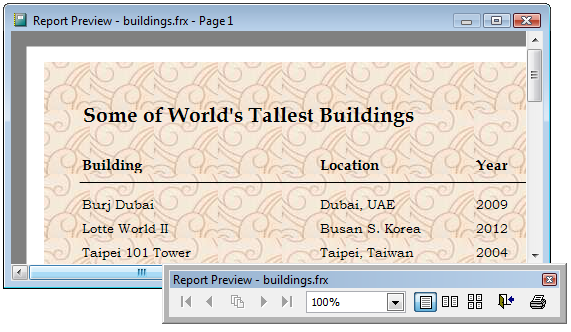 Report Preview - buildings.frx - Page 1
Some of World's Tallest Buildings
Building Location Year
Burj Dubai Dubai, UAE 2009
Lotte World II Busan S. Korea 2012
Taipei 101 Tower Taipei, Taiwan 2004
Report Preview - buildings.frx
100%